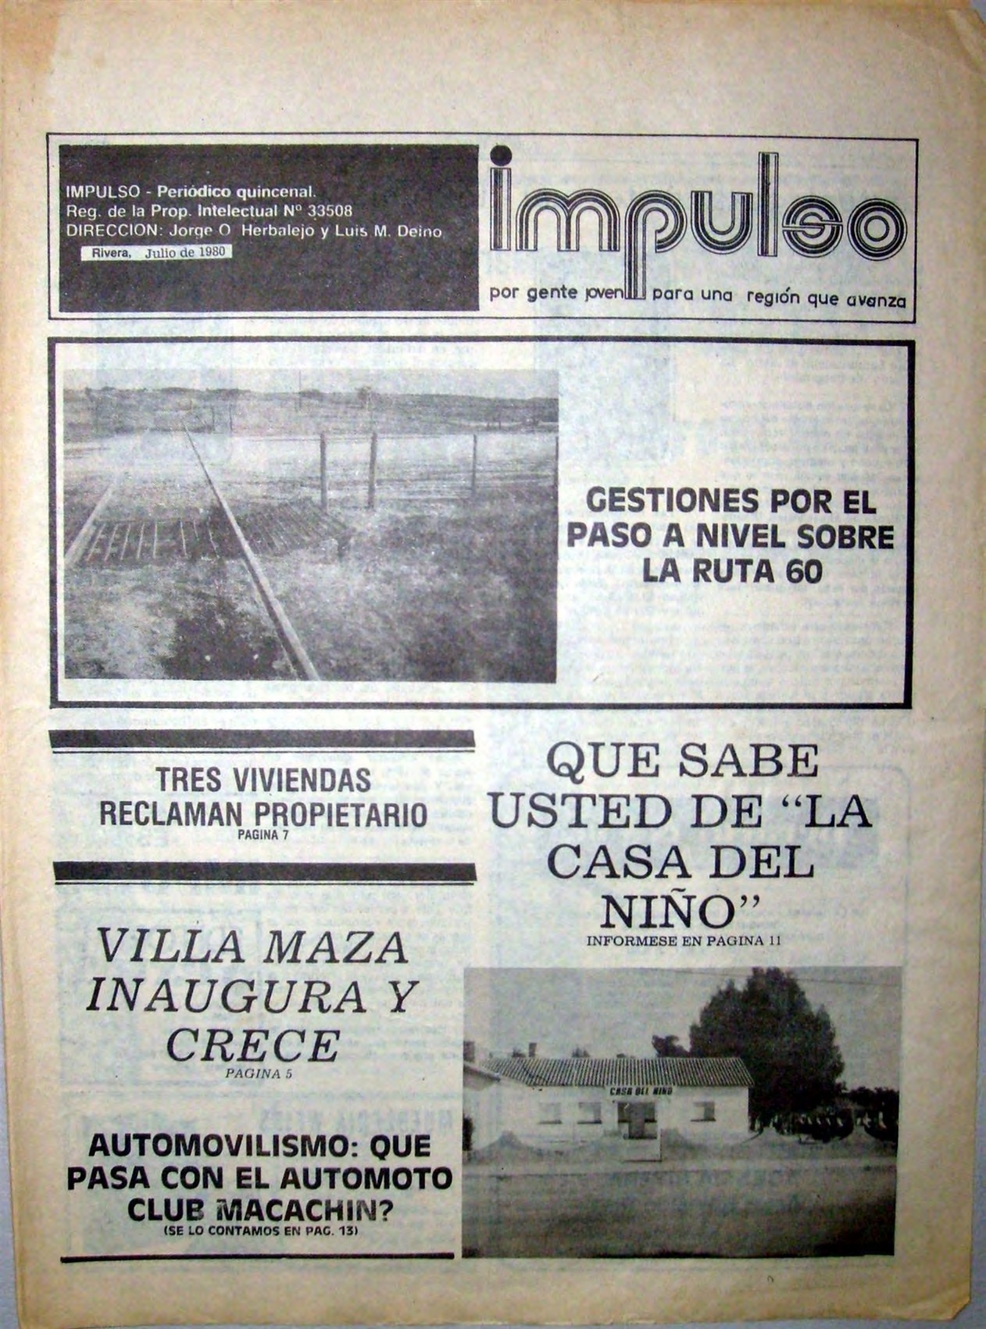 IMPULSO - Periódico quincenal.
Reg. de la Prop. Intelectual Nº 33508
DIRECCION: Jorge O. Herbalejo y Luis M. Deino
Rivera, Julio de 1980
impulso
por gente joven para una región que avanza
GESTIONES POR EL
PASO A NIVEL SOBRE
LA RUTA 60
TRES VIVIENDAS
RECLAMAN PROPIETARIO
PAGINA 7
QUE SABE
USTED DE “LA
CASA DEL
NIÑO”
INFORMESE EN PAGINA 11
VILLA MAZA
INAUGURA Y
CRECE
PAGINA 5
CASA DEL NIÑO
AUTOMOVILISMO: QUE
PASA CON EL AUTOMOTO
CLUB MACACHIN?
(SE LO CONTAMOS EN PAG. 13)